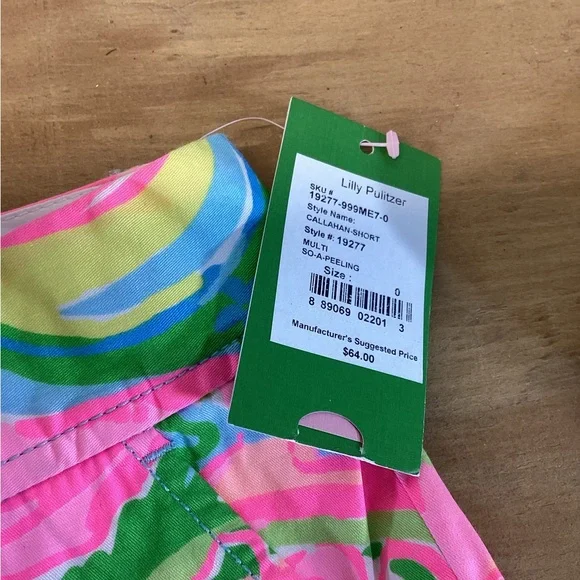 Lilly Pulitzer
SKU #
19277-999ME7-0
Style Name:
CALLAHAN-SHORT
Style #: 19277
MULTI
SO-A-PEELING
Size : 0
8 89069 02201 3
Manufacturer's Suggested Price
$64.00